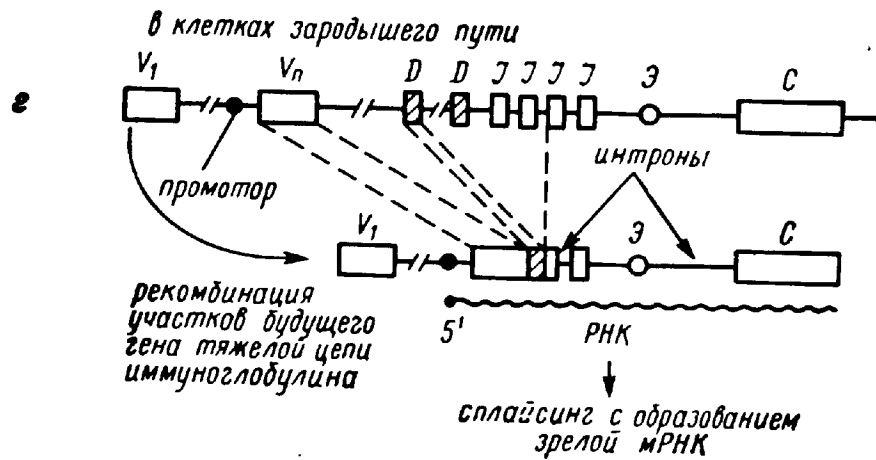 в клетках зародышего пути
V1 Vn D D J J J J Э C
г
промотор
интроны
V1 Э C
рекомбинация
участков будущего
гена тяжелой цепи
иммуноглобулина
5' РНК
сплайсинг с образованием
зрелой мРНК